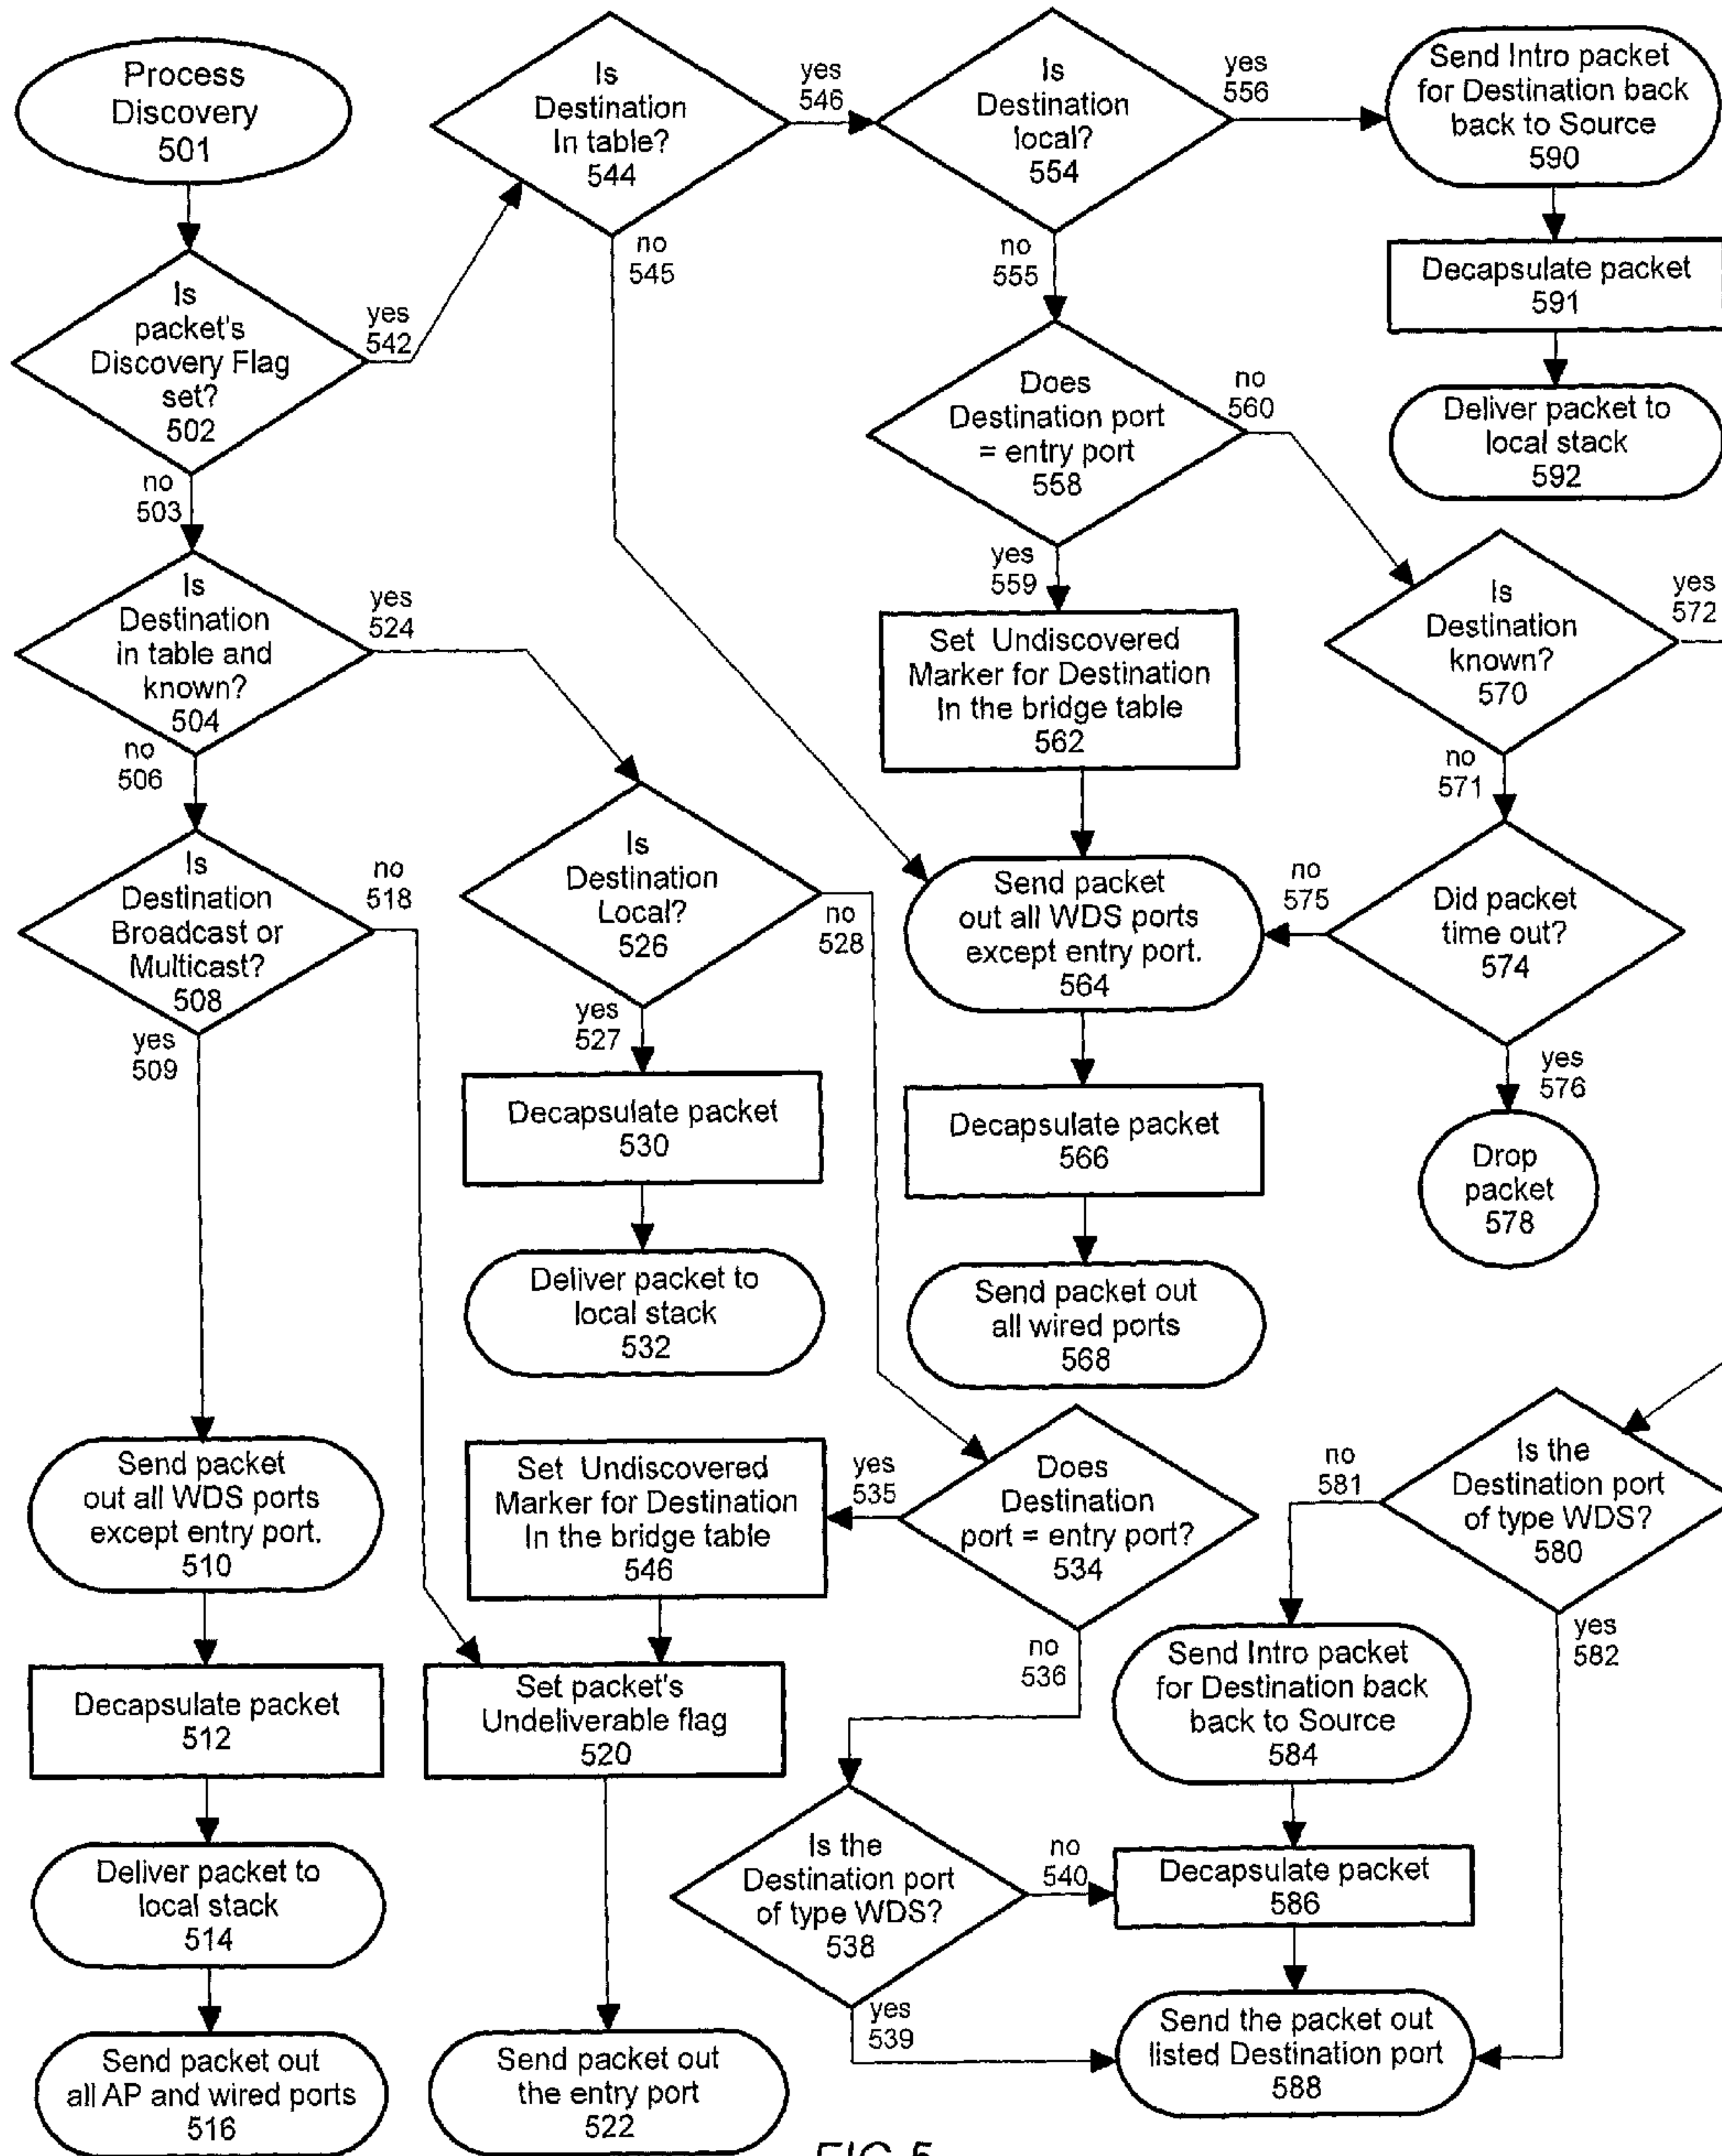 Process
Discovery
501
Is
packet's
Discovery Flag
set?
502
yes
542
no
503
Is
Destination
in table and
known?
504
yes
524
no
506
Is
Destination
Broadcast or
Multicast?
508
no
518
yes
509
Send packet
out all WDS ports
except entry port.
510
Decapsulate packet
512
Deliver packet to
local stack
514
Send packet out
all AP and wired ports
516
Is
Destination
In table?
544
yes
546
no
545
Is
Destination
Local?
526
no
528
yes
527
Decapsulate packet
530
Deliver packet to
local stack
532
Set Undiscovered
Marker for Destination
In the bridge table
546
yes
535
Set packet's
Undeliverable flag
520
Send packet out
the entry port
522
Is
Destination
local?
554
yes
556
no
555
Does
Destination port
= entry port
558
no
560
yes
559
Set Undiscovered
Marker for Destination
In the bridge table
562
Send packet
out all WDS ports
except entry port.
564
no
575
Decapsulate packet
566
Send packet out
all wired ports
568
Does
Destination
port = entry port?
534
no
536
Is the
Destination port
of type WDS?
538
no
540
yes
539
Send Intro packet
for Destination back
back to Source
590
Decapsulate packet
591
Deliver packet to
local stack
592
Is
Destination
known?
570
yes
572
no
571
Did packet
time out?
574
yes
576
Drop
packet
578
Is the
Destination port
of type WDS?
580
no
581
yes
582
Send Intro packet
for Destination back
back to Source
584
Decapsulate packet
586
Send the packet out
listed Destination port
588
FIG 5